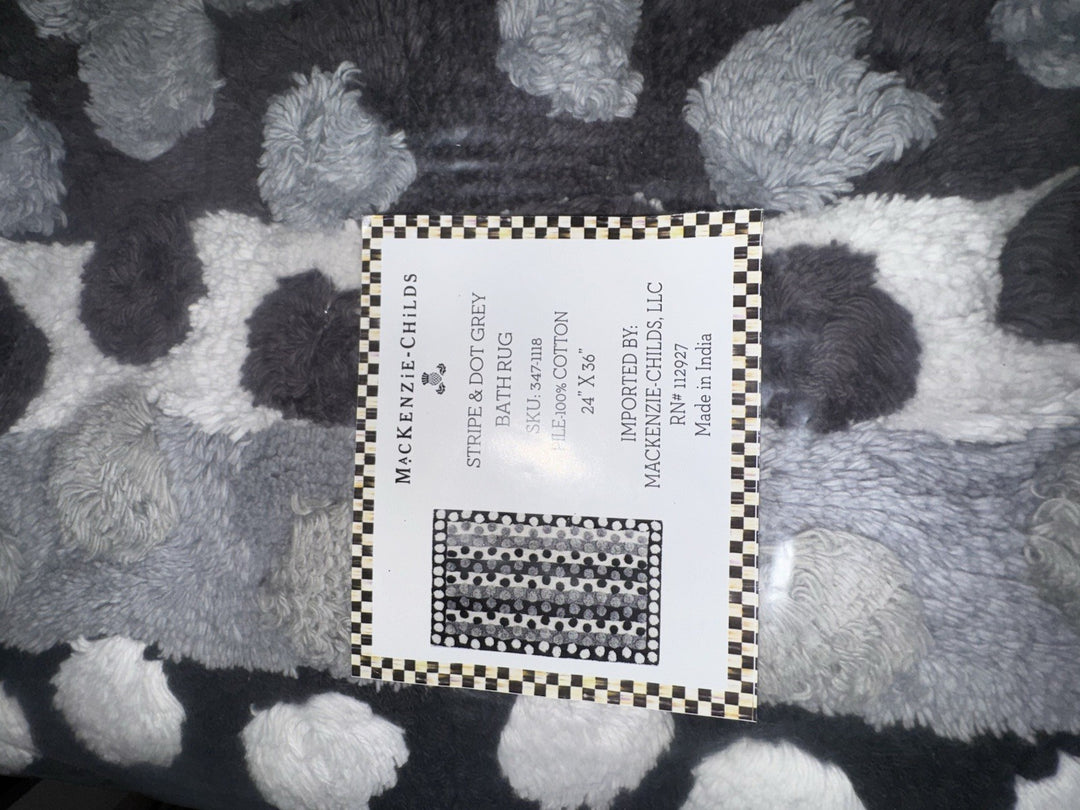 MACKENZiE-CHiLDS
STRIPE & DOT GREY
BATH RUG
SKU: 347-1118
PILE-100% COTTON
24" X 36"
IMPORTED BY:
MACKENZIE-CHILDS, LLC
RN# 112927
Made in India